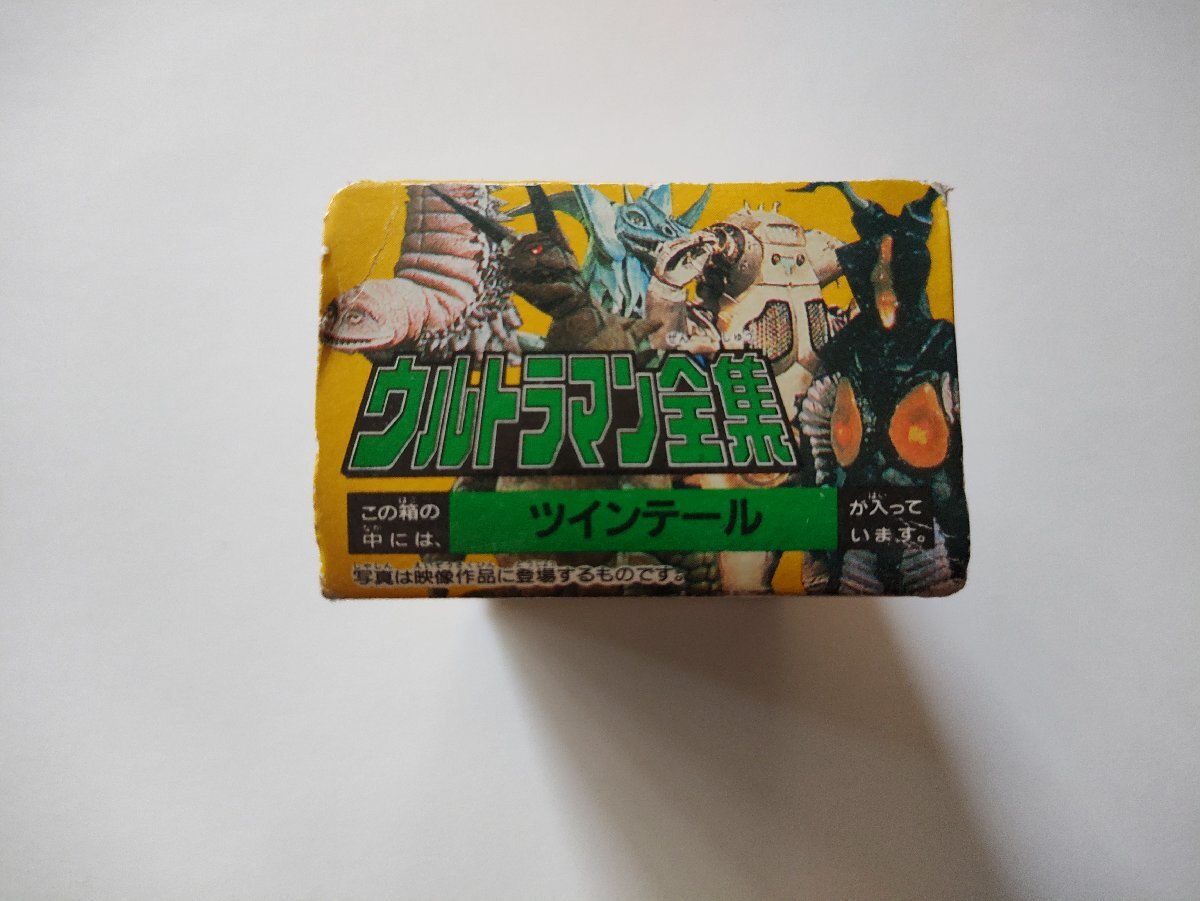 ウルトラマン全集
この箱の
中には、
ツインテール
が入って
います。
写真は映像作品に登場するものです。